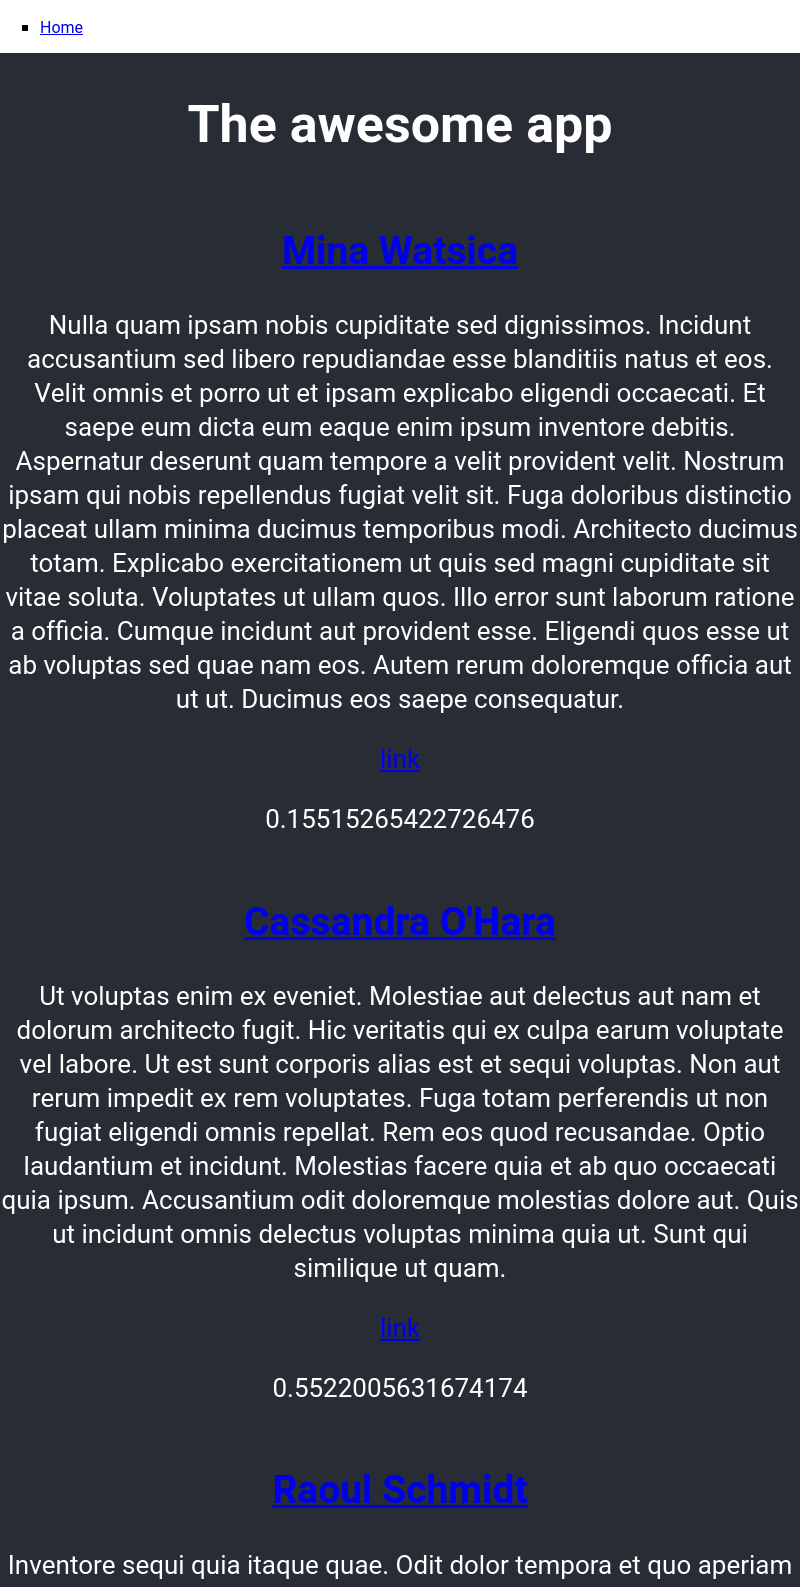 Home
The awesome app
Mina Watsica
Nulla quam ipsam nobis cupiditate sed dignissimos. Incidunt
accusantium sed libero repudiandae esse blanditiis natus et eos.
Velit omnis et porro ut et ipsam explicabo eligendi occaecati. Et
saepe eum dicta eum eaque enim ipsum inventore debitis.
Aspernatur deserunt quam tempore a velit provident velit. Nostrum
ipsam qui nobis repellendus fugiat velit sit. Fuga doloribus distinctio
placeat ullam minima ducimus temporibus modi. Architecto ducimus
totam. Explicabo exercitationem ut quis sed magni cupiditate sit
vitae soluta. Voluptates ut ullam quos. Illo error sunt laborum ratione
a officia. Cumque incidunt aut provident esse. Eligendi quos esse ut
ab voluptas sed quae nam eos. Autem rerum doloremque officia aut
ut ut. Ducimus eos saepe consequatur.
link
0.15515265422726476
Cassandra O'Hara
Ut voluptas enim ex eveniet. Molestiae aut delectus aut nam et
dolorum architecto fugit. Hic veritatis qui ex culpa earum voluptate
vel labore. Ut est sunt corporis alias est et sequi voluptas. Non aut
rerum impedit ex rem voluptates. Fuga totam perferendis ut non
fugiat eligendi omnis repellat. Rem eos quod recusandae. Optio
laudantium et incidunt. Molestias facere quia et ab quo occaecati
quia ipsum. Accusantium odit doloremque molestias dolore aut. Quis
ut incidunt omnis delectus voluptas minima quia ut. Sunt qui
similique ut quam.
link
0.5522005631674174
Raoul Schmidt
Inventore sequi quia itaque quae. Odit dolor tempora et quo aperiam